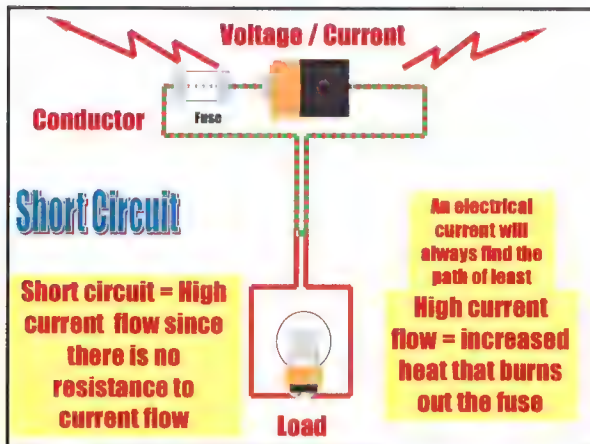 Voltage / Current
Fuse
Conductor
Short Circuit
An electrical
current will
always find the
path of least
Short circuit = High
current flow since
there is no
resistance to
current flow
High current
flow = increased
heat that burns
out the fuse
Load